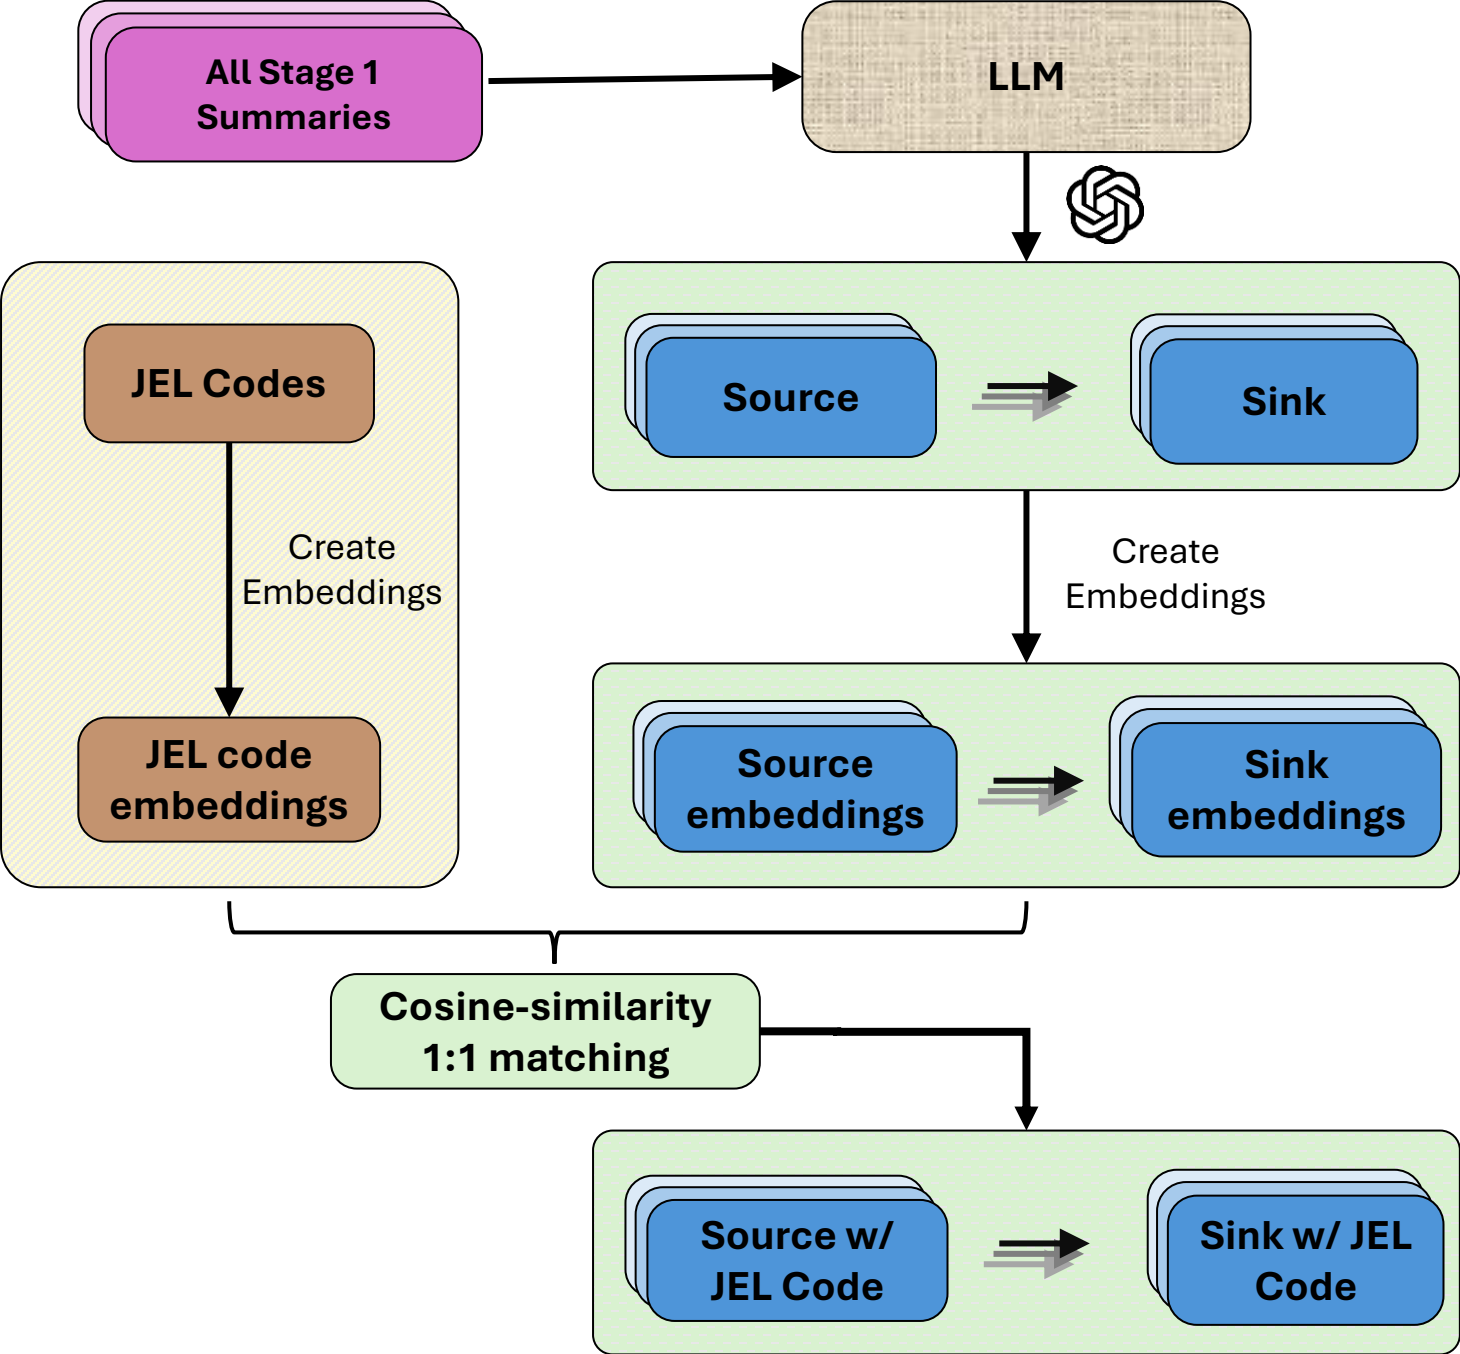 All Stage 1
Summaries
LLM
JEL Codes
Source
Sink
Create
Embeddings
Create
Embeddings
JEL code
embeddings
Source
embeddings
Sink
embeddings
Cosine-similarity
1:1 matching
Source w/
JEL Code
Sink w/ JEL
Code